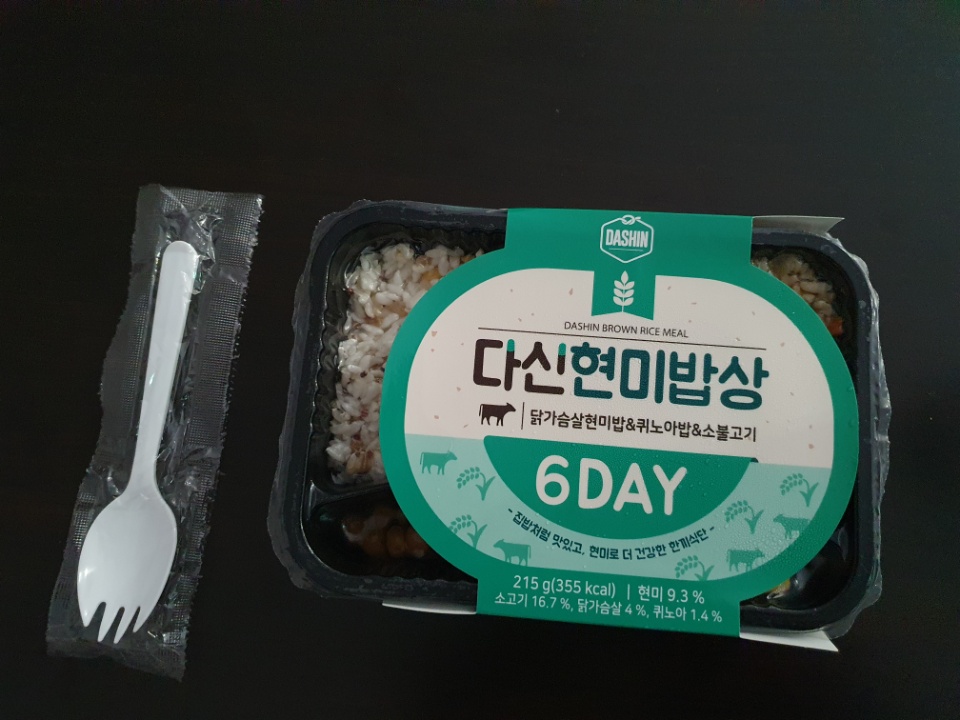 DASHIN
DASHIN BROWN RICE MEAL
다신현미밥상
닭가슴살현미밥&퀴노아밥&소불고기
6DAY
- 집밥처럼 맛있고, 현미로 더 건강한 한끼식단 -
215 g(355 kcal) | 현미 9.3 %
소고기 16.7 %, 닭가슴살 4 %, 퀴노아 1.4 %